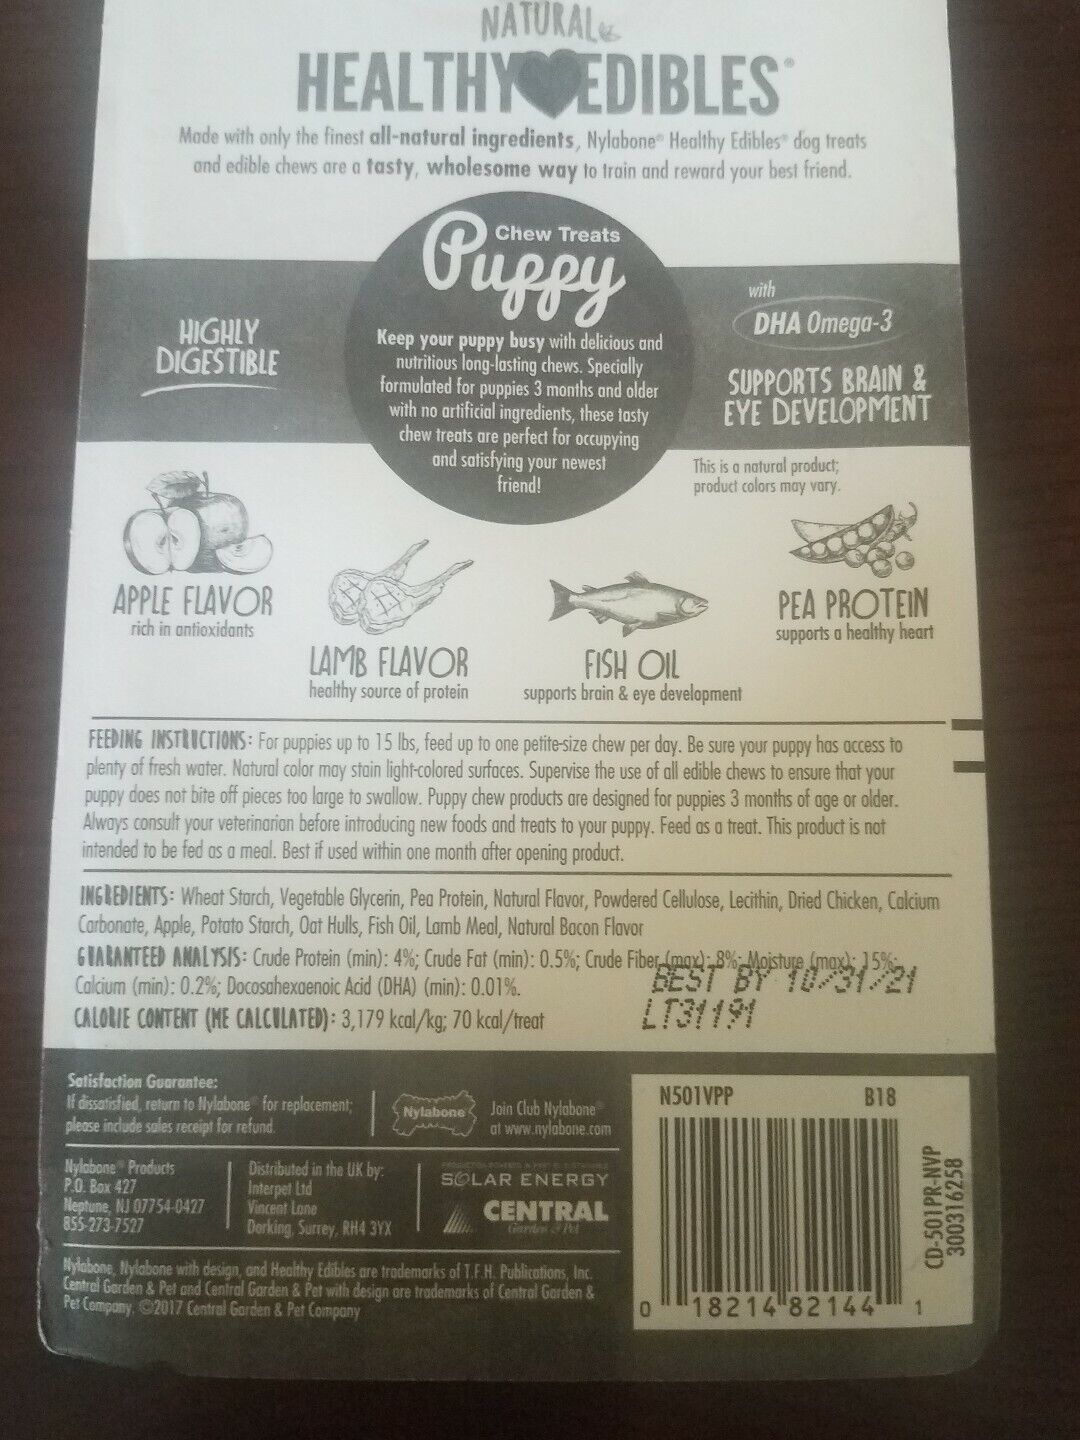 NATURAL
HEALTHY EDIBLES®
Made with only the finest all-natural ingredients, Nylabone® Healthy Edibles® dog treats
and edible chews are a tasty, wholesome way to train and reward your best friend.
Chew Treats
Puppy
Keep your puppy busy with delicious and
nutritious long-lasting chews. Specially
formulated for puppies 3 months and older
with no artificial ingredients, these tasty
chew treats are perfect for occupying
and satisfying your newest
friend!
HIGHLY
DIGESTIBLE
with
DHA Omega-3
SUPPORTS BRAIN &
EYE DEVELOPMENT
This is a natural product;
product colors may vary.
APPLE FLAVOR
rich in antioxidants
LAMB FLAVOR
healthy source of protein
FISH OIL
supports brain & eye development
PEA PROTEIN
supports a healthy heart
FEEDING INSTRUCTIONS: For puppies up to 15 lbs, feed up to one petite-size chew per day. Be sure your puppy has access to
plenty of fresh water. Natural color may stain light-colored surfaces. Supervise the use of all edible chews to ensure that your
puppy does not bite off pieces too large to swallow. Puppy chew products are designed for puppies 3 months of age or older.
Always consult your veterinarian before introducing new foods and treats to your puppy. Feed as a treat. This product is not
intended to be fed as a meal. Best if used within one month after opening product.
INGREDIENTS: Wheat Starch, Vegetable Glycerin, Pea Protein, Natural Flavor, Powdered Cellulose, Lecithin, Dried Chicken, Calcium
Carbonate, Apple, Potato Starch, Oat Hulls, Fish Oil, Lamb Meal, Natural Bacon Flavor
GUARANTEED ANALYSIS: Crude Protein (min): 4%; Crude Fat (min): 0.5%; Crude Fiber (max): 8%; Moisture (max): 15%;
Calcium (min): 0.2%; Docosahexaenoic Acid (DHA) (min): 0.01%.
BEST BY 10/31/21
LT31191
CALORIE CONTENT (ME CALCULATED): 3,179 kcal/kg; 70 kcal/treat
Satisfaction Guarantee:
If dissatisfied, return to Nylabone® for replacement;
please include sales receipt for refund.
Nylabone
Join Club Nylabone®
at www.nylabone.com
Nylabone® Products
P.O. Box 427
Neptune, NJ 07754-0427
855-273-7527
Distributed in the UK by:
Interpet Ltd
Vincent Lane
Dorking, Surrey, RH4 3YX
SOLAR ENERGY
CENTRAL
Garden & Pet
Nylabone, Nylabone with design, and Healthy Edibles are trademarks of T.F.H. Publications, Inc.
Central Garden & Pet and Central Garden & Pet with design are trademarks of Central Garden &
Pet Company. ©2017 Central Garden & Pet Company
N501VPP B18
0 18214 82144 1
CD-501PR-NVP
300316258